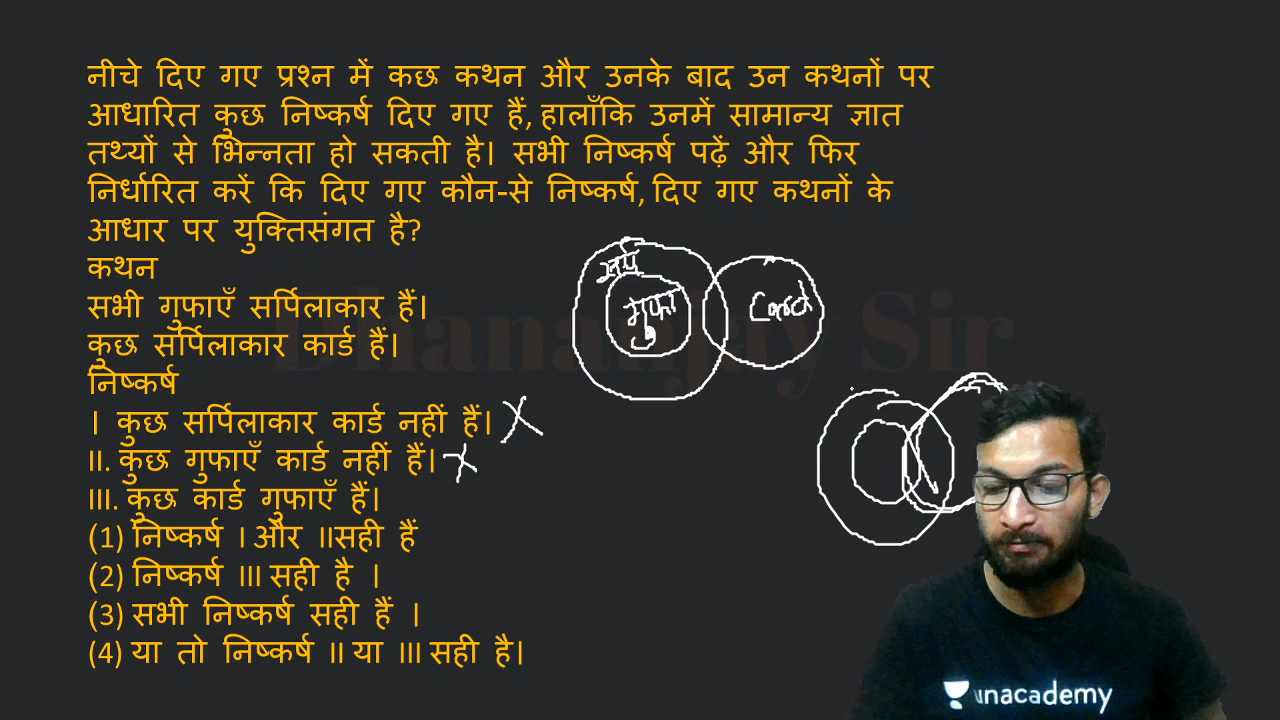 नीचे दिए गए प्रश्न में कछ कथन और उनके बाद उन कथनों पर
आधारित कुछ निष्कर्ष दिए गए हैं, हालाँकि उनमें सामान्य ज्ञात
तथ्यों से भिन्नता हो सकती है। सभी निष्कर्ष पढ़ें और फिर
निर्धारित करें कि दिए गए कौन-से निष्कर्ष, दिए गए कथनों के
आधार पर युक्तिसंगत है?
कथन
सभी गुफाएँ सर्पिलाकार हैं।
कुछ सर्पिलाकार कार्ड हैं।
निष्कर्ष
। कुछ सर्पिलाकार कार्ड नहीं हैं। X
II. कुछ गुफाएँ कार्ड नहीं हैं। X
III. कुछ कार्ड गुफाएँ हैं।
(1) निष्कर्ष । और ॥सही हैं
(2) निष्कर्ष III सही है ।
(3) सभी निष्कर्ष सही हैं ।
(4) या तो निष्कर्ष II या III सही है।
सर्प
गुफा
Card
Dhananjay Sir
unacademy